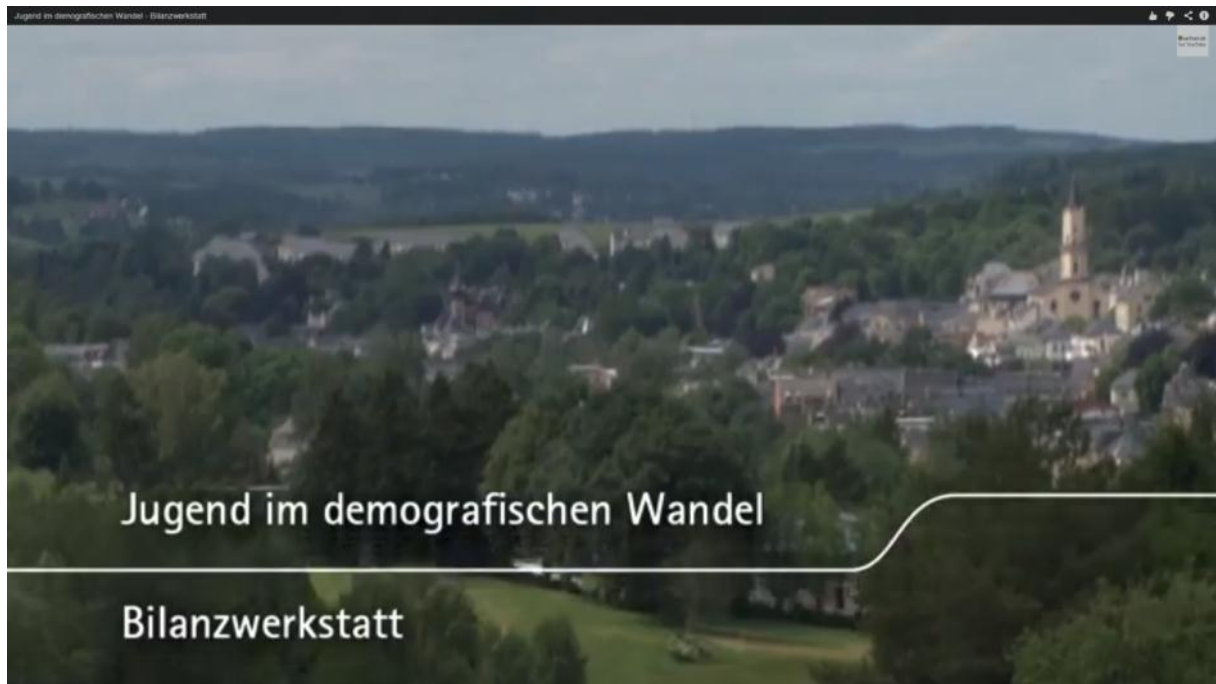 Jugend im demografischen Wandel - Bilanzwerkstatt
Jugend im demografischen Wandel
Bilanzwerkstatt